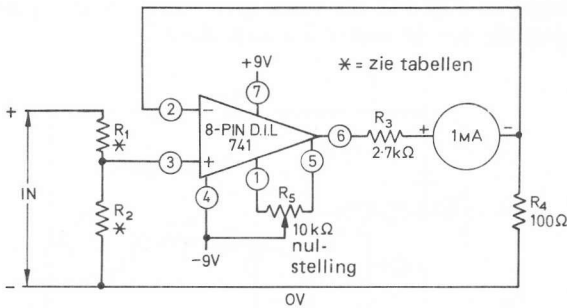 +9V
* = zie tabellen
7
2
−
8-PIN D.I.L
741
6
R3
2.7kΩ
+
1MA
−
+
R1
*
3
+
1
5
IN
R2
*
4
R5
10kΩ
nul-
stelling
R4
100Ω
−9V
−
0V